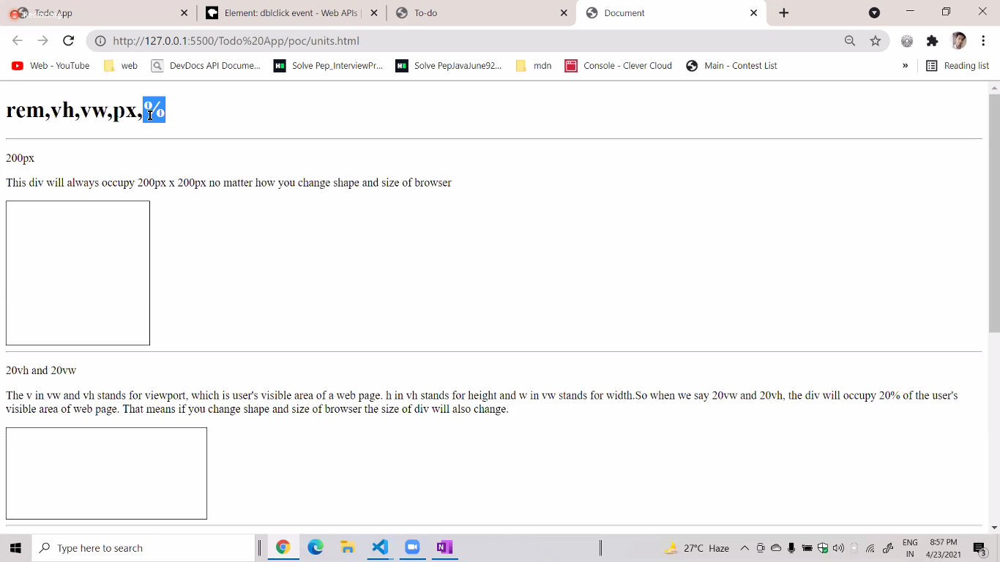 Todo App
Element: dblclick event - Web APIs |
To-do
Document
http://127.0.0.1:5500/Todo%20App/poc/units.html
Web - YouTube
web
DevDocs API Docume...
Solve Pep_InterviewPr...
Solve PepJavaJune92...
mdn
Console - Clever Cloud
Main - Contest List
»
Reading list
rem,vh,vw,px,%
200px
This div will always occupy 200px x 200px no matter how you change shape and size of browser
20vh and 20vw
The v in vw and vh stands for viewport, which is user's visible area of a web page. h in vh stands for height and w in vw stands for width.So when we say 20vw and 20vh, the div will occupy 20% of the user's
visible area of web page. That means if you change shape and size of browser the size of div will also change.
Type here to search
27°C Haze
ENG
IN
8:57 PM
4/23/2021
3